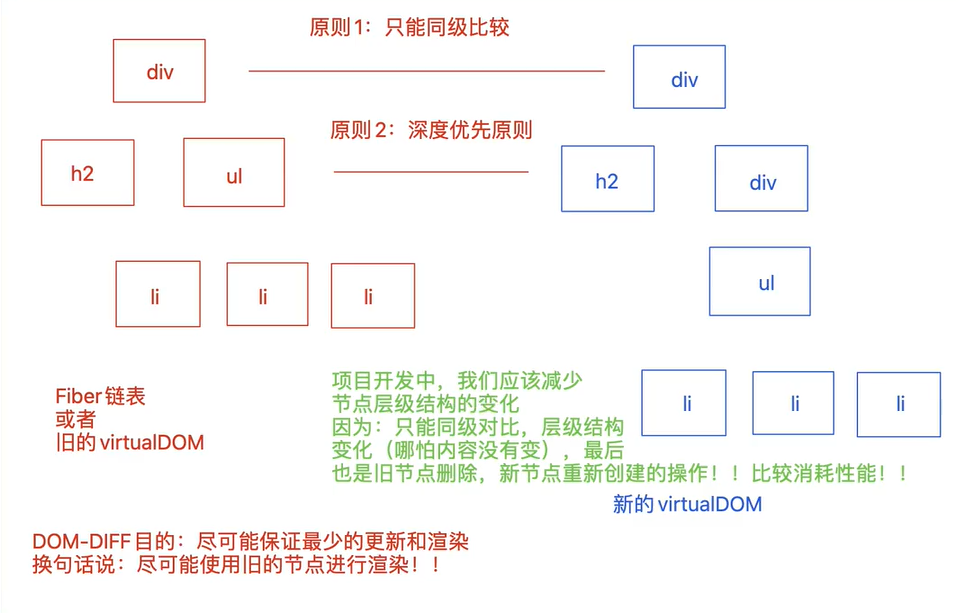 原则1：只能同级比较
div
div
原则2：深度优先原则
h2
ul
h2
div
ul
li
li
li
Fiber链表
或者
旧的virtualDOM
项目开发中，我们应该减少
节点层级结构的变化
因为：只能同级对比，层级结构
变化（哪怕内容没有变），最后
也是旧节点删除，新节点重新创建的操作！！比较消耗性能！！
li
li
li
新的virtualDOM
DOM-DIFF目的：尽可能保证最少的更新和渲染
换句话说：尽可能使用旧的节点进行渲染！！